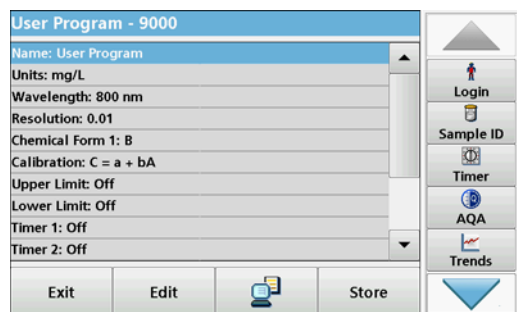 User Program - 9000
Name: User Program
Units: mg/L
Wavelength: 800 nm
Resolution: 0.01
Chemical Form 1: B
Calibration: C = a + bA
Upper Limit: Off
Lower Limit: Off
Timer 1: Off
Timer 2: Off
Exit
Edit
Store
Login
Sample ID
Timer
AQA
Trends